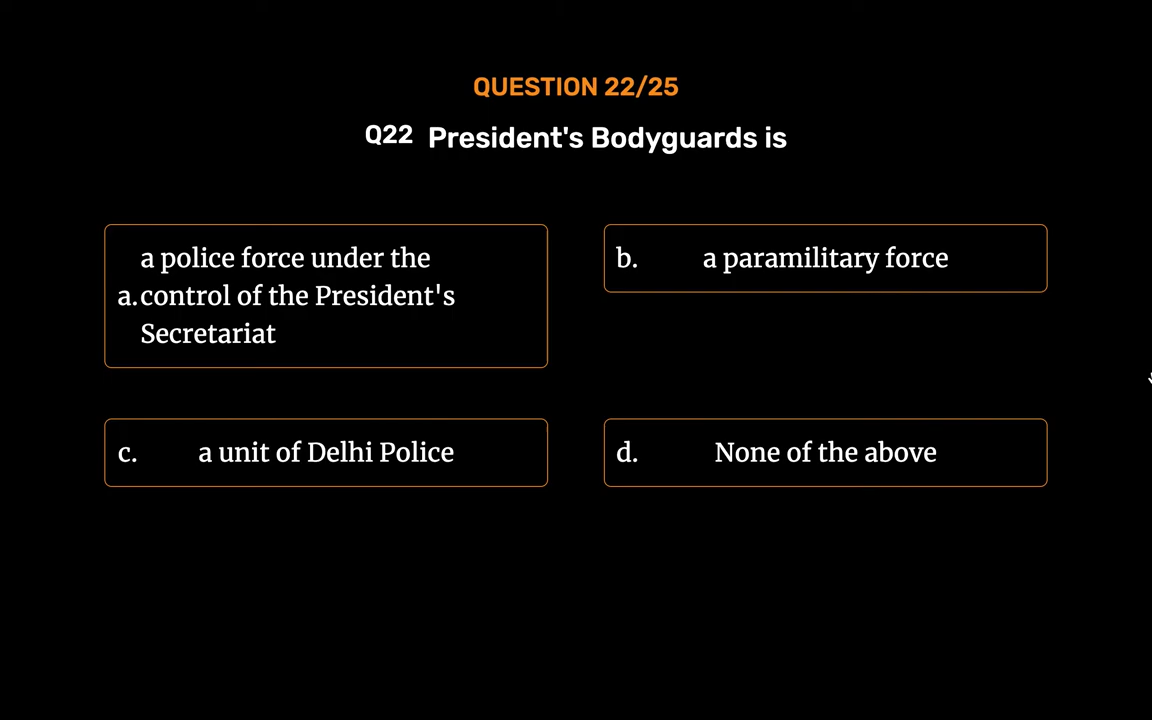 QUESTION 22/25
Q22 President's Bodyguards is
a police force under the
a. control of the President's
Secretariat
b. a paramilitary force
c. a unit of Delhi Police
d. None of the above